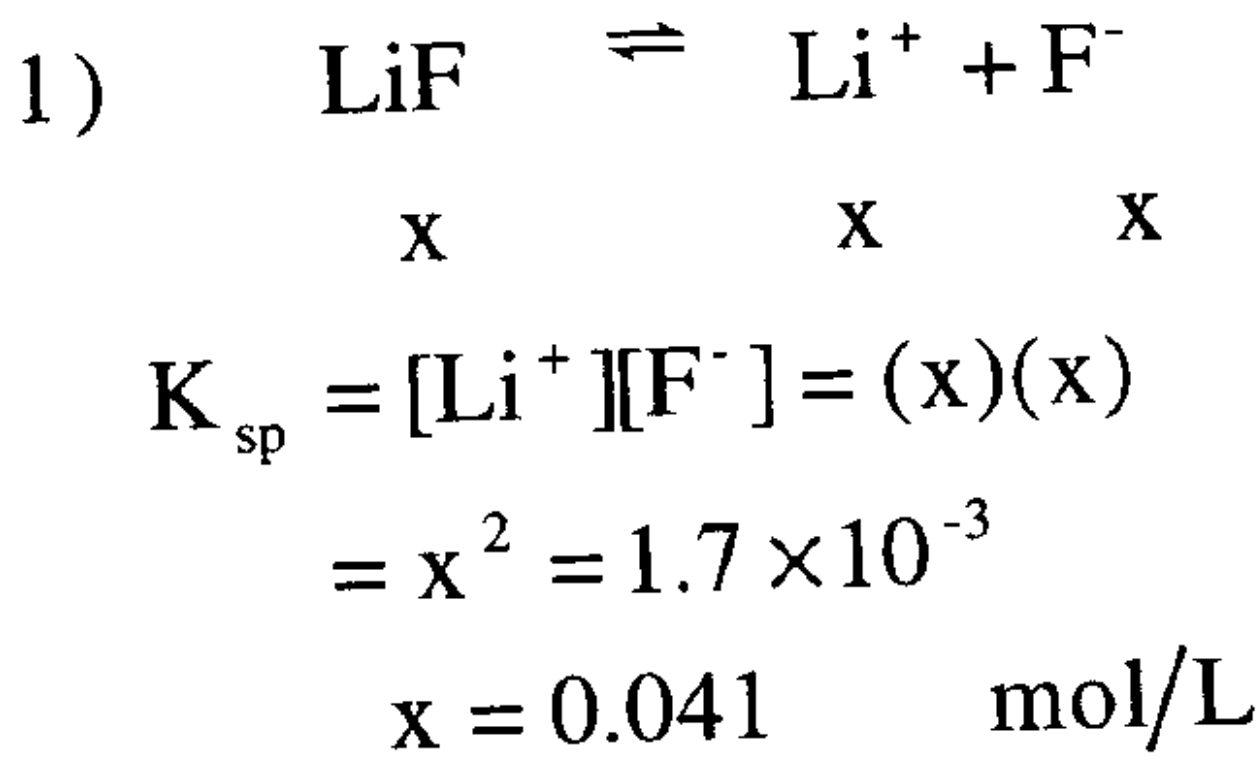 1) LiF ⇌ Li⁺ + F⁻
x x x
Kₛₚ = [Li⁺][F⁻] = (x)(x)
= x² = 1.7 ×10⁻³
x = 0.041 mol/L